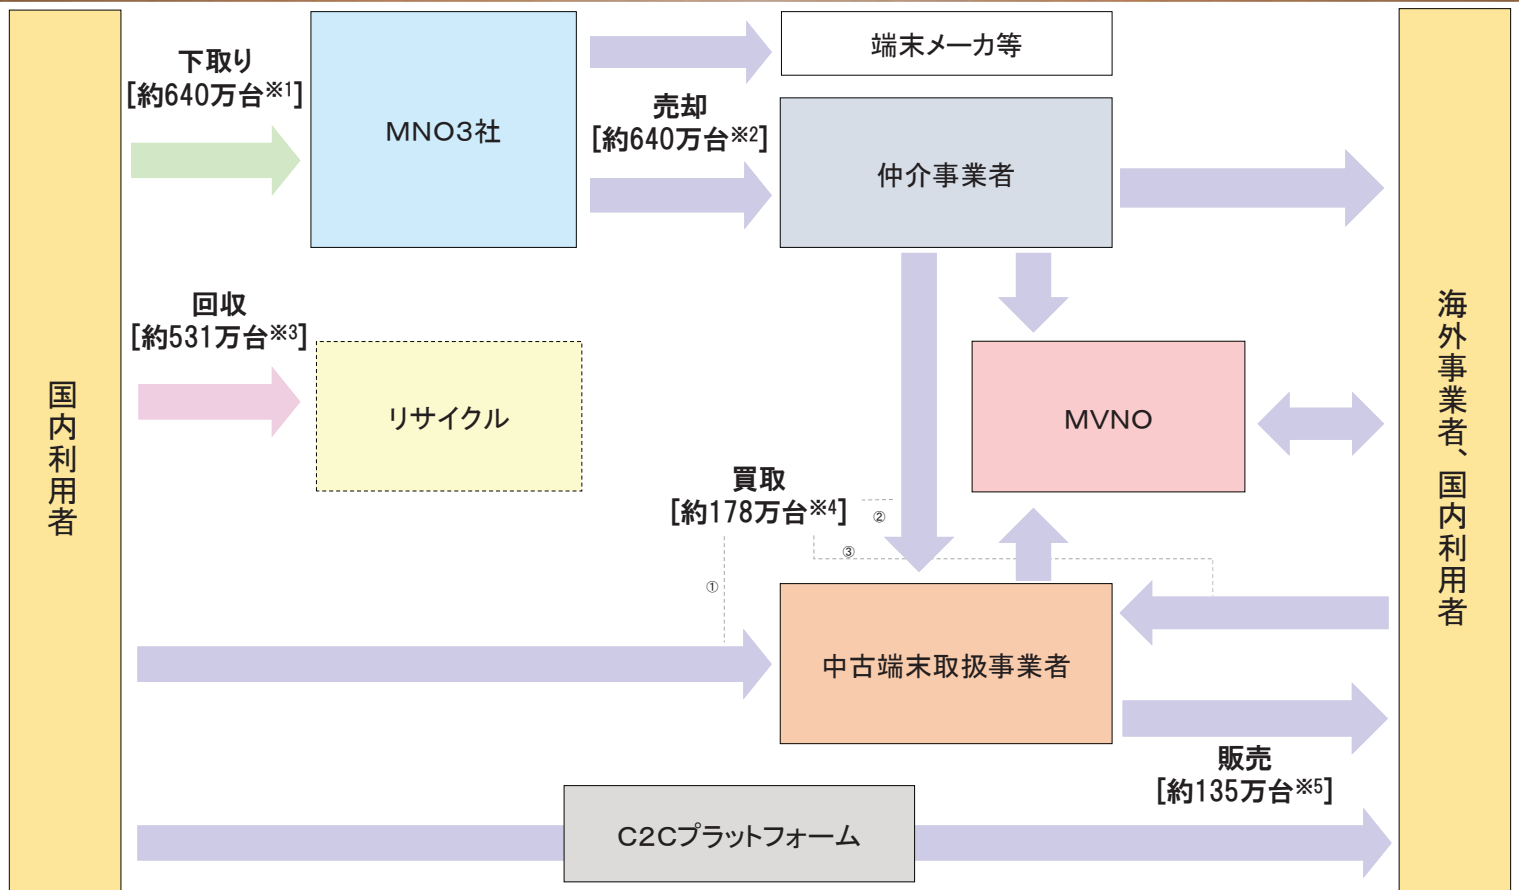 国内利用者
下取り
[約640万台※1]
MNO3社
端末メーカ等
売却
[約640万台※2]
仲介事業者
回収
[約531万台※3]
リサイクル
MVNO
買取
[約178万台※4]
②
③
①
中古端末取扱事業者
販売
[約135万台※5]
C2Cプラットフォーム
海外事業者、国内利用者